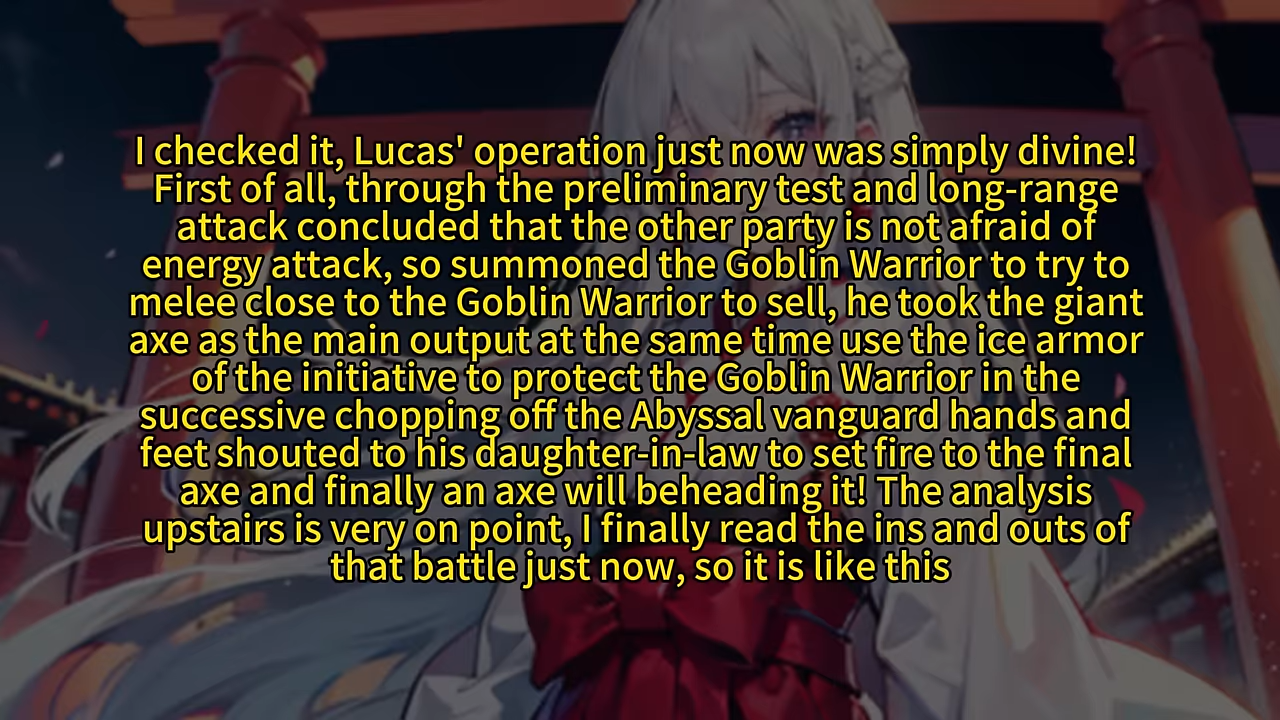 I checked it, Lucas' operation just now was simply divine!
First of all, through the preliminary test and long-range
attack concluded that the other party is not afraid of
energy attack, so summoned the Goblin Warrior to try to
melee close to the Goblin Warrior to sell, he took the giant
axe as the main output at the same time use the ice armor
of the initiative to protect the Goblin Warrior in the
successive chopping off the Abyssal vanguard hands and
feet shouted to his daughter-in-law to set fire to the final
axe and finally an axe will beheading it! The analysis
upstairs is very on point, I finally read the ins and outs of
that battle just now, so it is like this